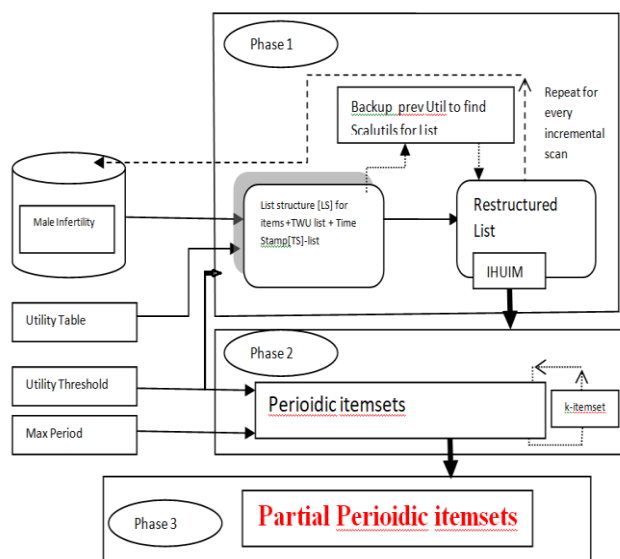 Phase 1
Backup prev Util to find
Scalutils for List
Repeat for
every
incremental
scan
Male Infertility
List structure [LS] for
items +TWU list + Time
Stamp[TS]-list
Restructured
List
IHUIM
Utility Table
Phase 2
Utility Threshold
Perioidic itemsets
k-itemset
Max Period
Phase 3
Partial Perioidic itemsets